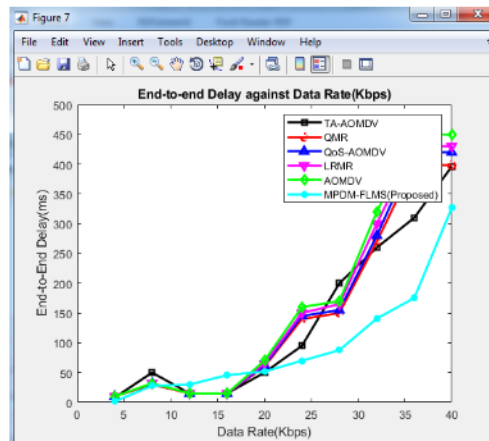 Figure 7
File Edit View Insert Tools Desktop Window Help
End-to-end Delay against Data Rate(Kbps)
500
450
400
350
300
250
200
150
100
50
0
End-to-End Delay(ms)
TA-AOMDV
QMR
QoS-AOMDV
LRMR
AOMDV
MPDM-FLMS(Proposed)
0 5 10 15 20 25 30 35 40
Data Rate(Kbps)